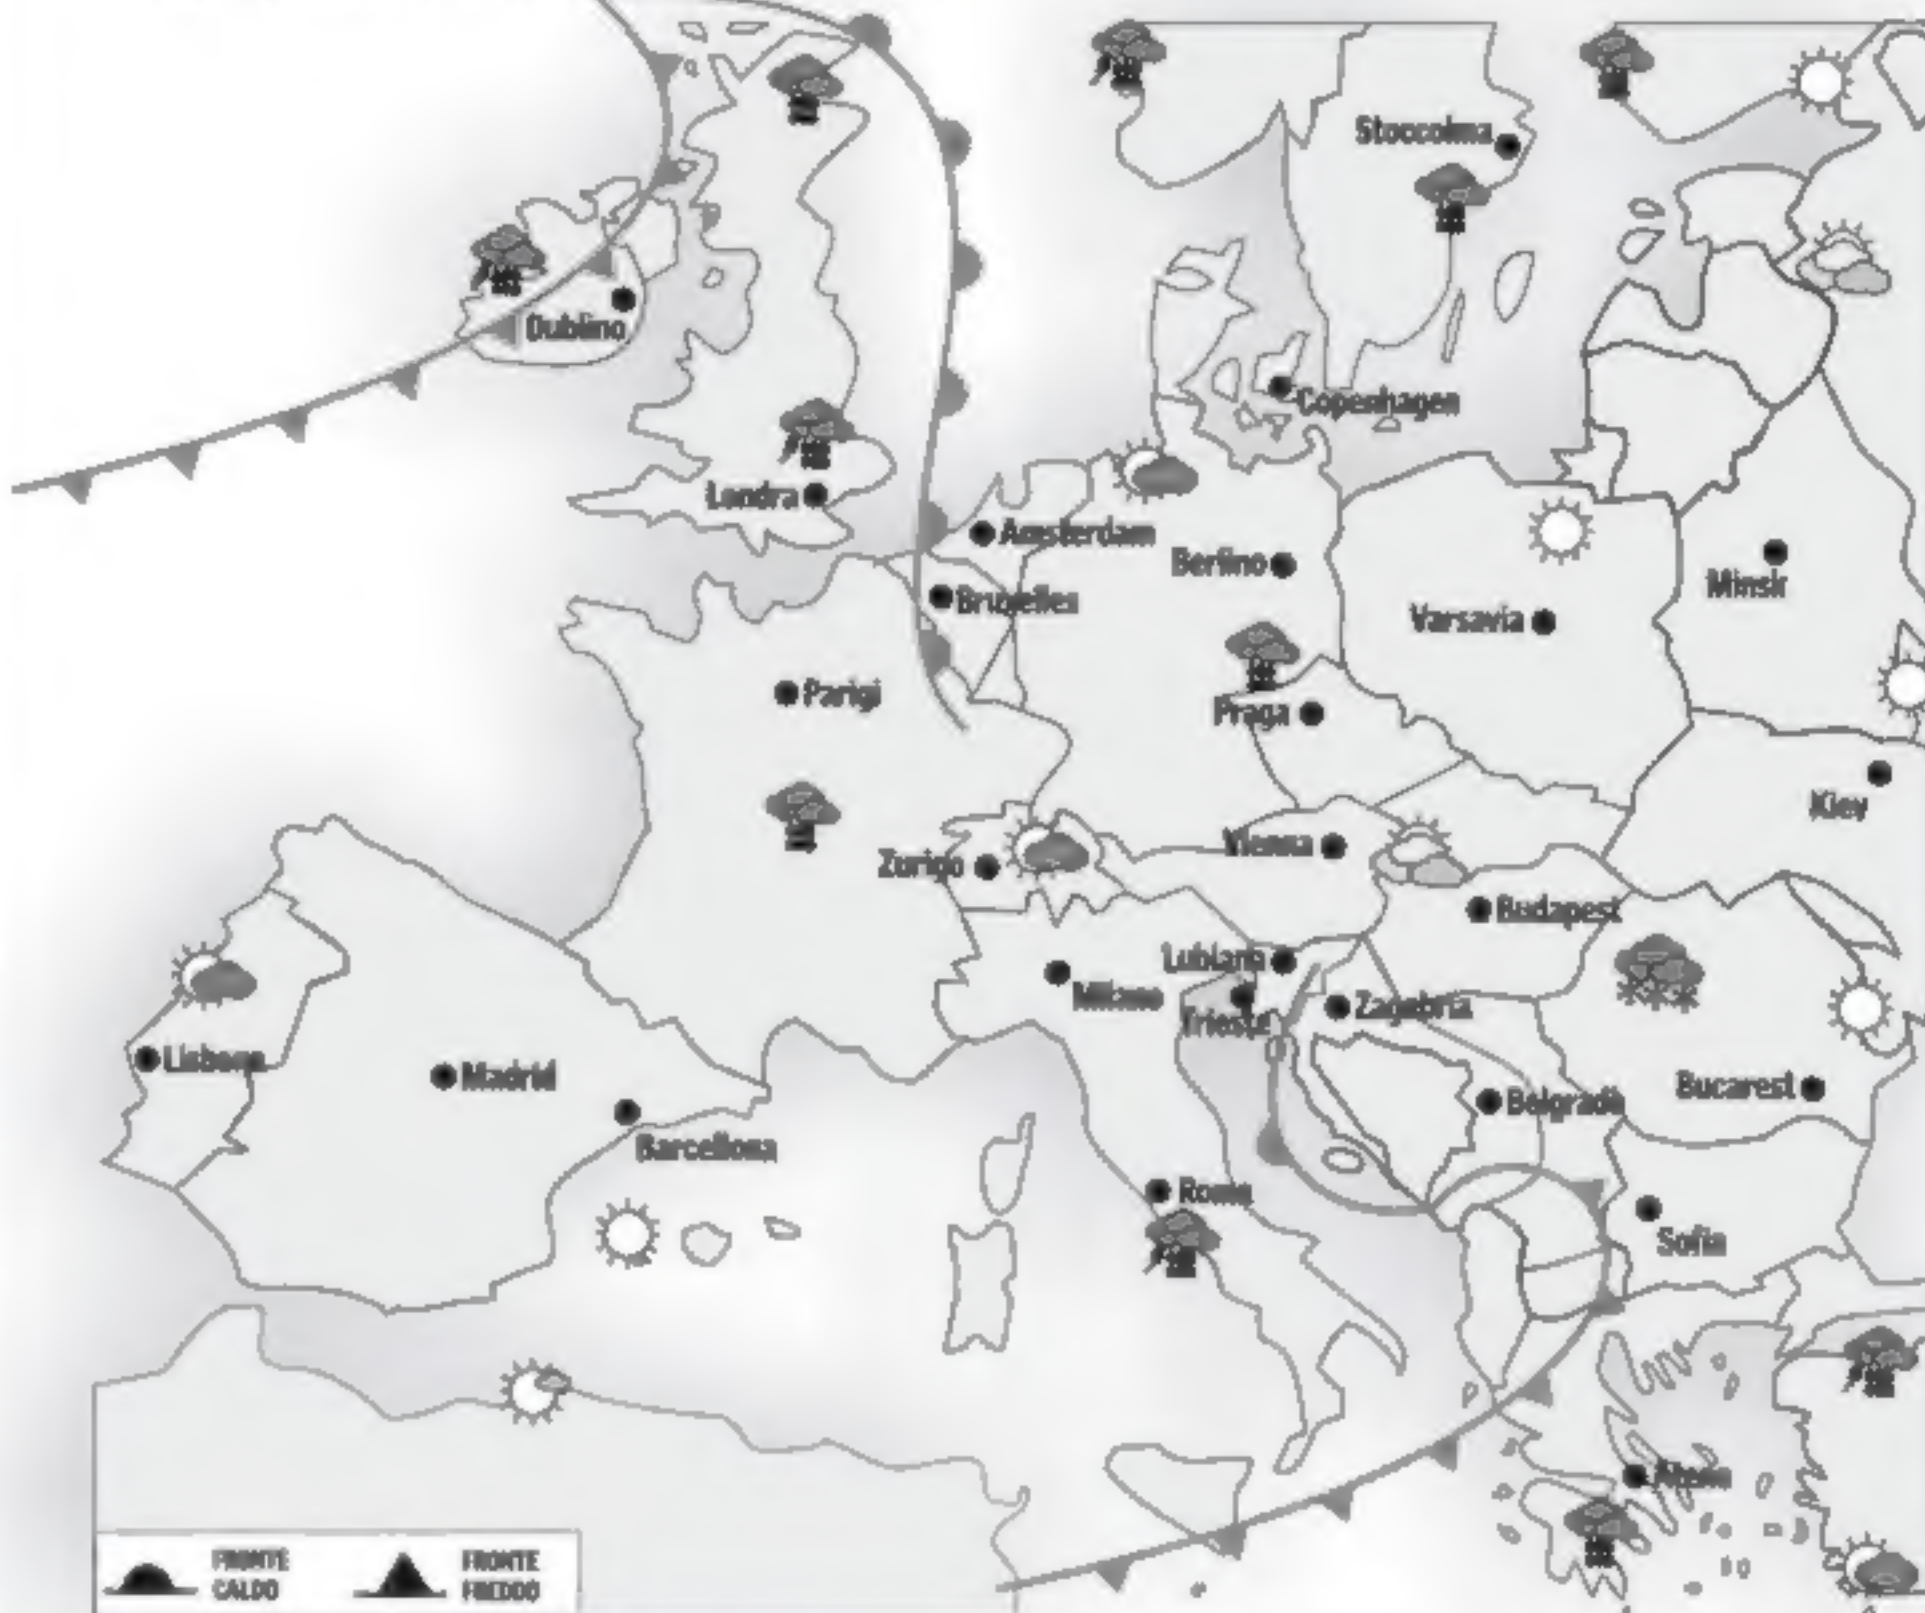 Stoccolma
Dublino
Copenhagen
Londra
Amsterdam
Berlino
Bruxelles
Minsk
Varsavia
Parigi
Praga
Kiev
Vienna
Zurigo
Budapest
Lubiana
Milano
Trieste
Zagabria
Lisbona
Madrid
Bucarest
Belgrado
Barcellona
Roma
Sofia
Atene
FRONTE
CALDO
FRONTE
FREDDO